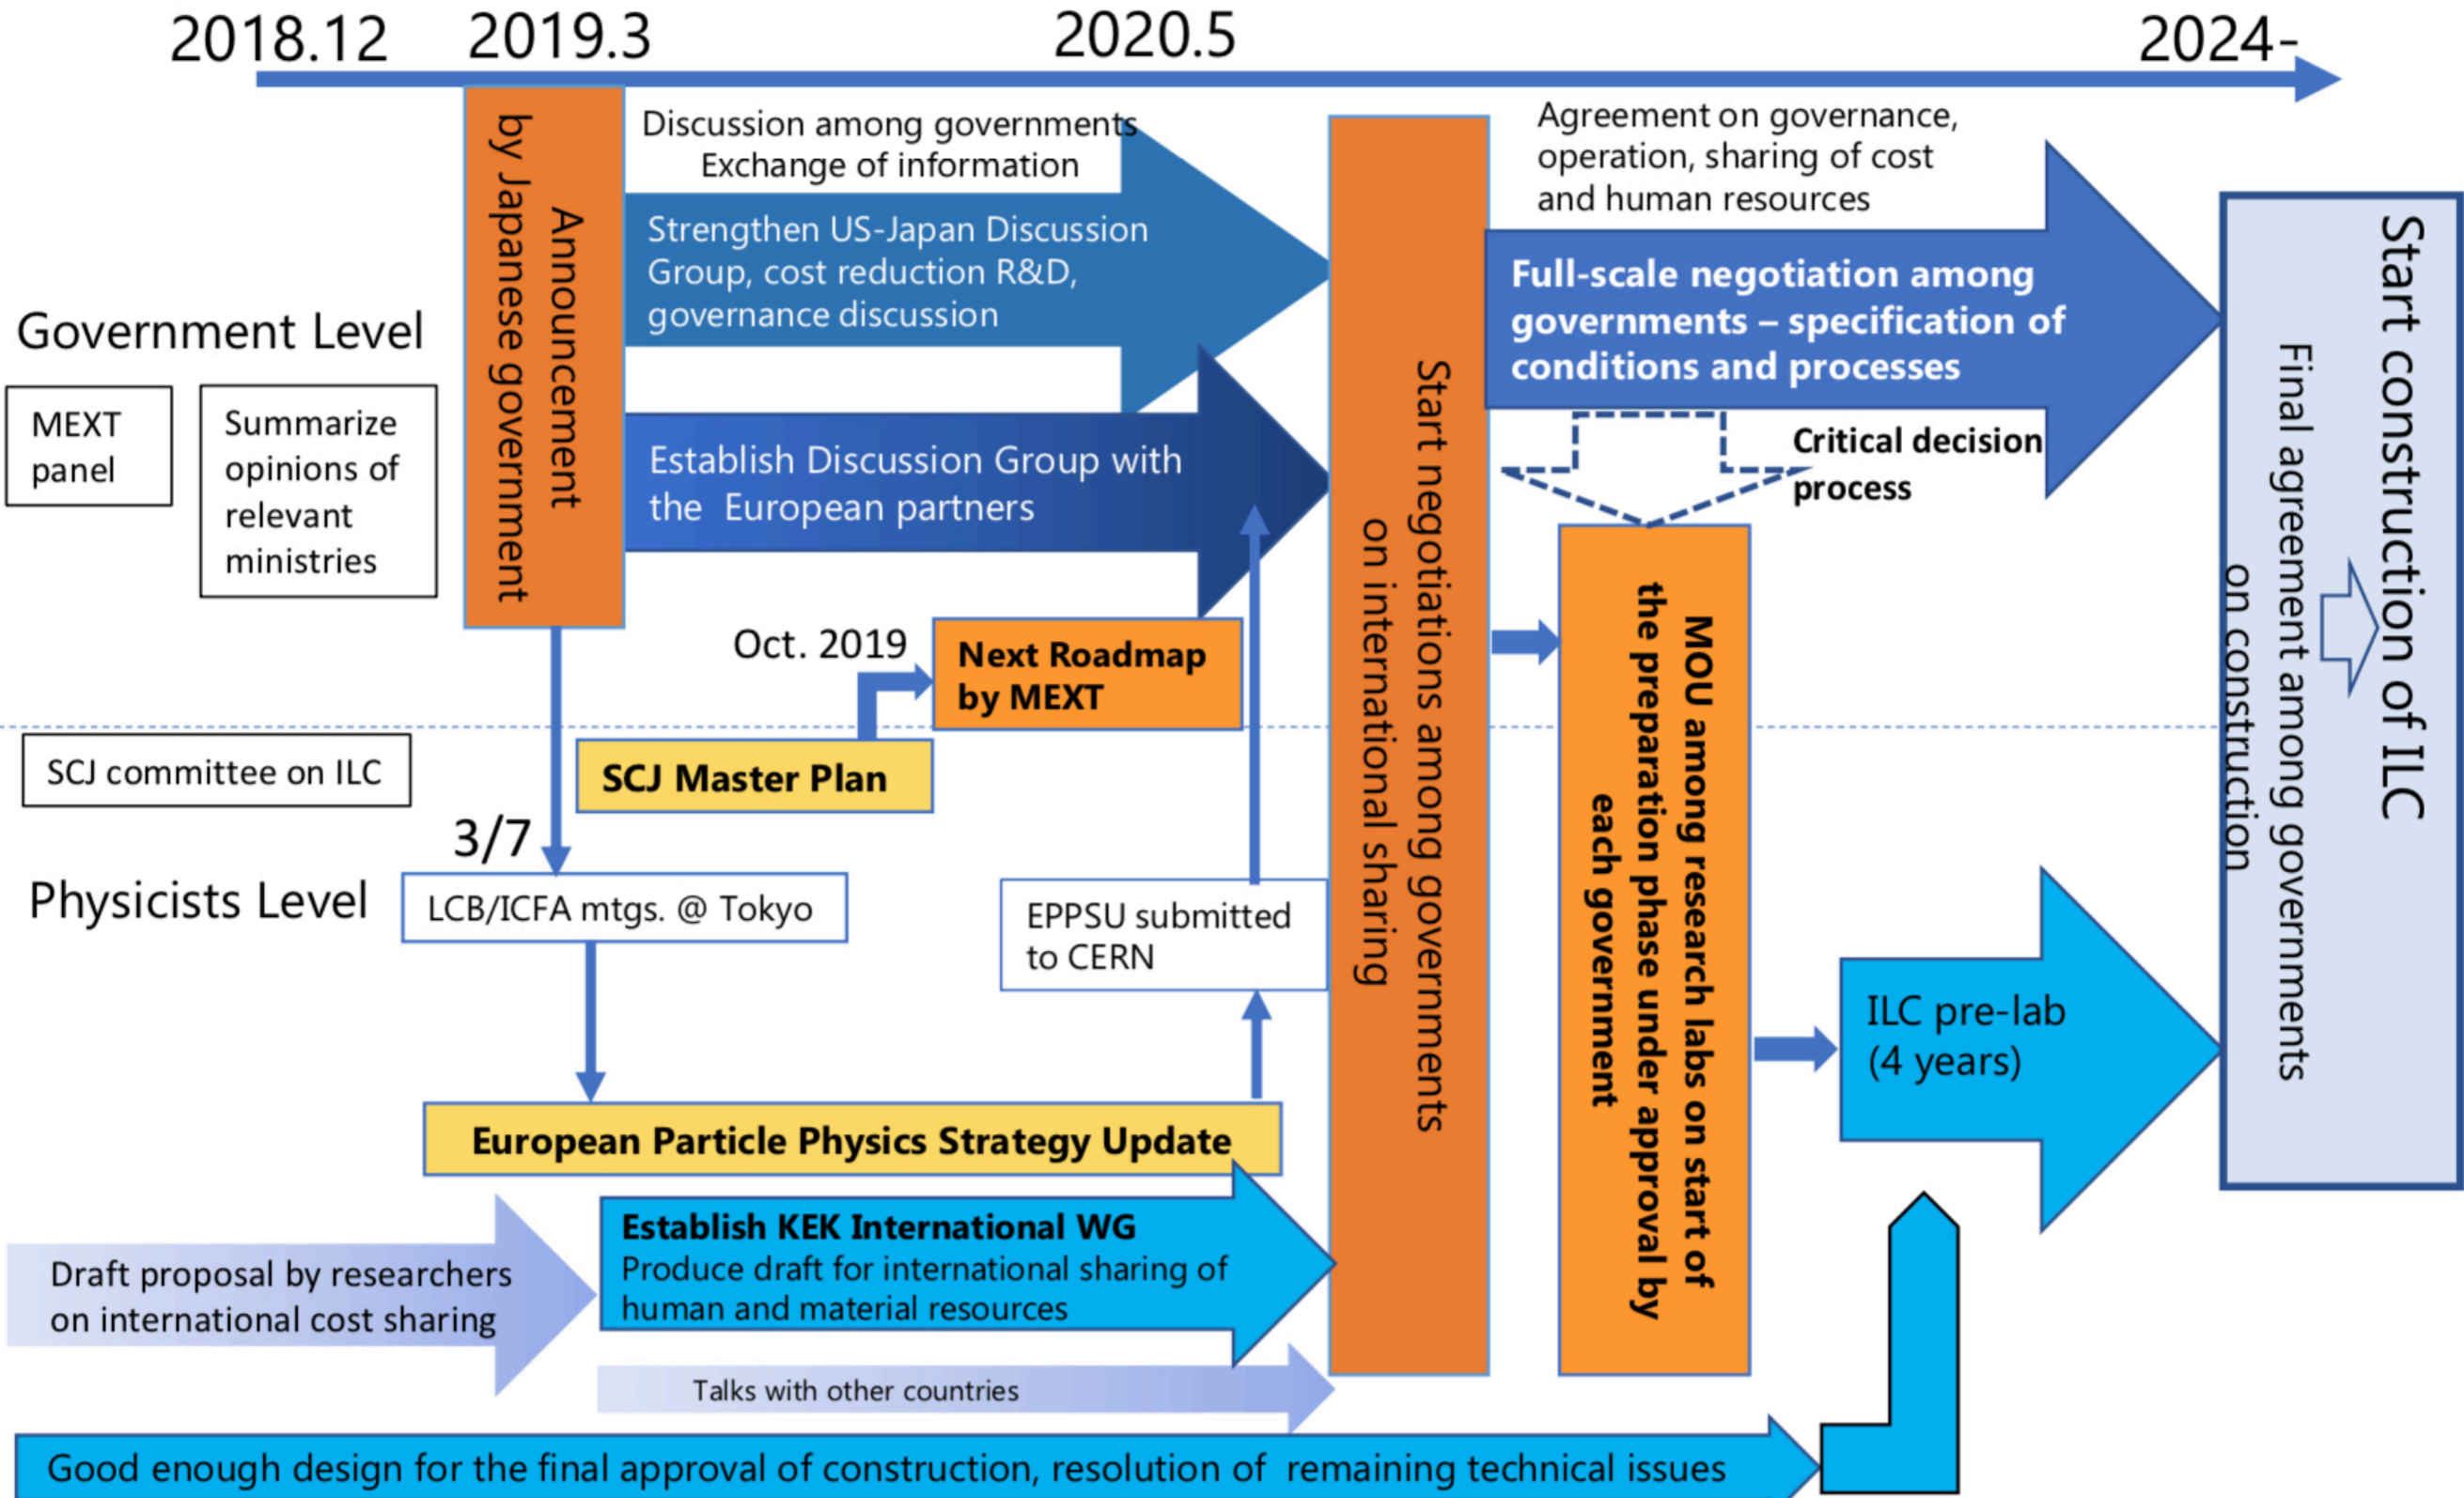 2018.12
2019.3
2020.5
2024-
Announcement
by Japanese government
Discussion among governments
Exchange of information
Strengthen US-Japan Discussion
Group, cost reduction R&D,
governance discussion
Agreement on governance,
operation, sharing of cost
and human resources
Full-scale negotiation among
governments – specification of
conditions and processes
Start construction of ILC
Final agreement among governments
on construction
Government Level
MEXT
panel
Summarize
opinions of
relevant
ministries
Establish Discussion Group with
the  European partners
Start negotiations among governments
on international sharing
Critical decision
process
MOU among research labs on start of
the preparation phase under approval by
each government
Oct. 2019
Next Roadmap
by MEXT
SCJ committee on ILC
SCJ Master Plan
3/7
Physicists Level
LCB/ICFA mtgs. @ Tokyo
EPPSU submitted
to CERN
ILC pre-lab
(4 years)
European Particle Physics Strategy Update
Draft proposal by researchers
on international cost sharing
Establish KEK International WG
Produce draft for international sharing of
human and material resources
Talks with other countries
Good enough design for the final approval of construction, resolution of  remaining technical issues